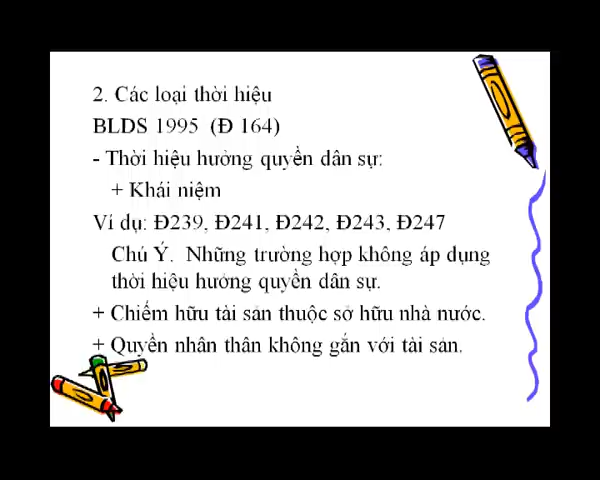 2. Các loại thời hiệu
BLDS 1995 (Đ 164)
- Thời hiệu hưởng quyền dân sự:
+ Khái niệm
Ví dụ: Đ239, Đ241, Đ242, Đ243, Đ247
Chú Ý. Những trường hợp không áp dụng
thời hiệu hưởng quyền dân sự.
+ Chiếm hữu tài sản thuộc sở hữu nhà nước.
+ Quyền nhân thân không gắn với tài sản.